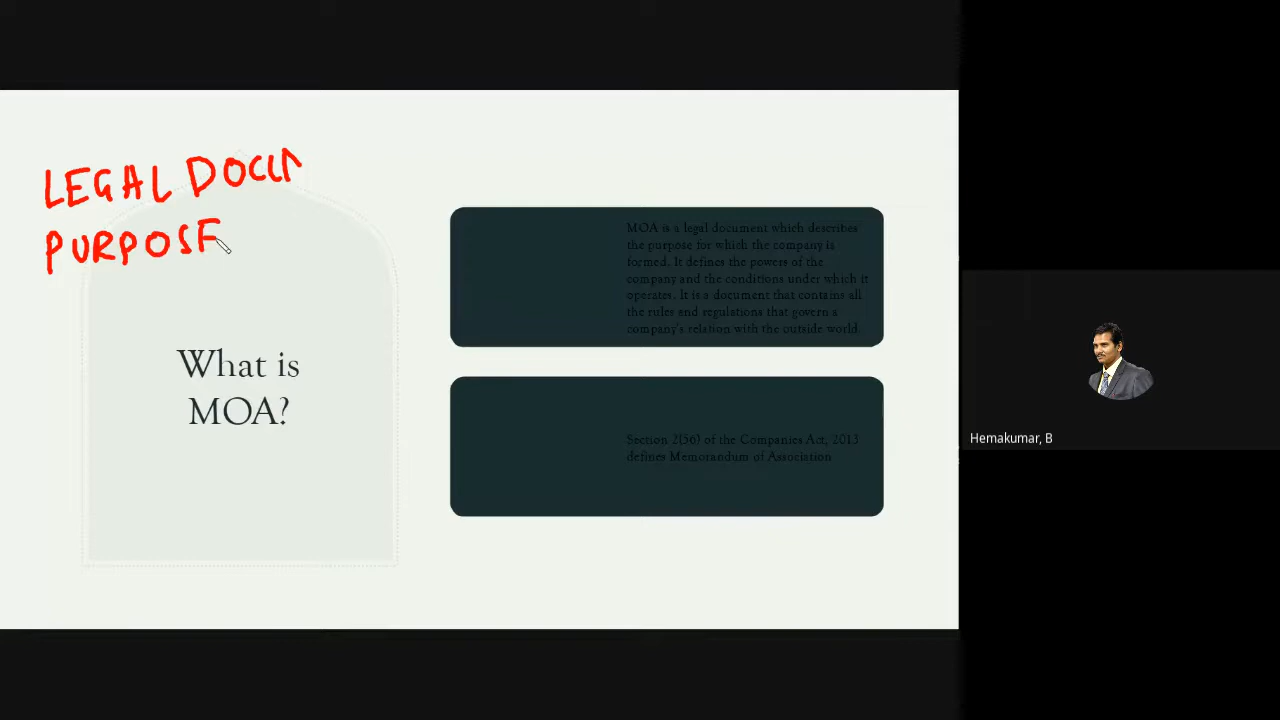 LEGAL DOCUM
PURPOSE
What is
MOA?
MOA is a legal document which describes
the purpose for which the company is
formed. It defines the powers of the
company and the conditions under which it
operates. It is a document that contains all
the rules and regulations that govern a
company's relation with the outside world.
Section 2(56) of the Companies Act, 2013
defines Memorandum of Association
Hemakumar, B